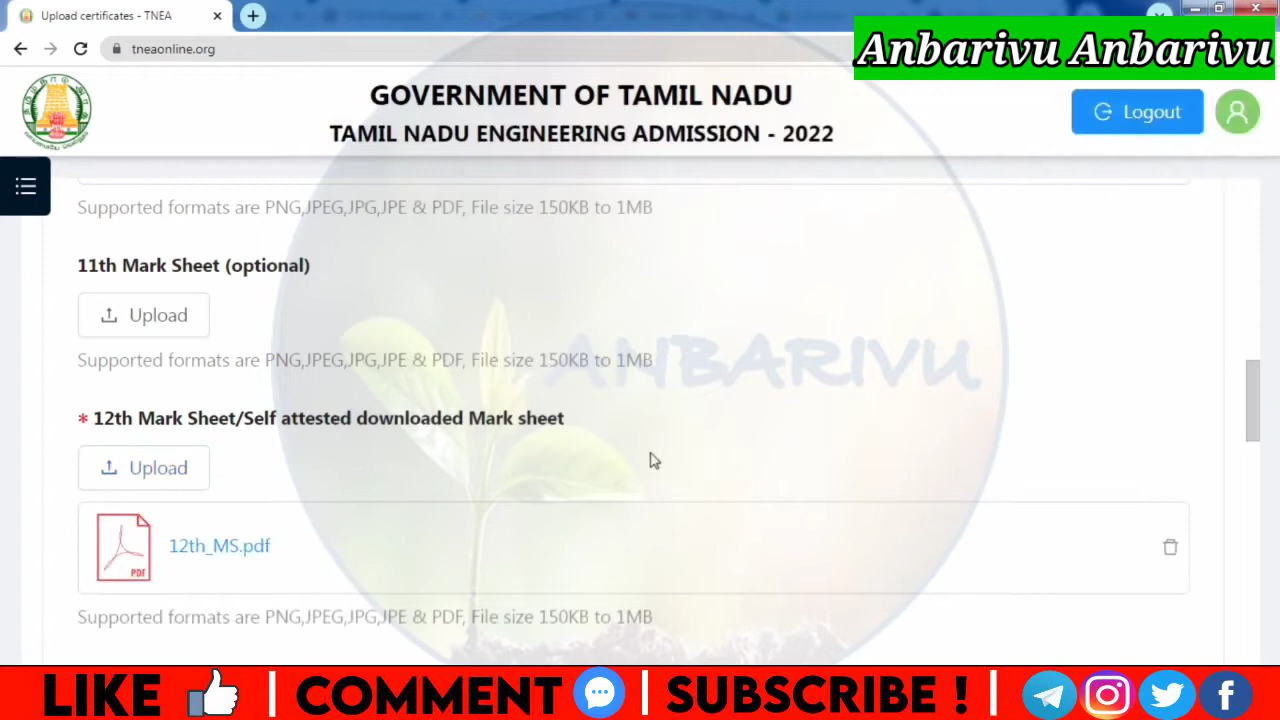 Upload certificates - TNEA
tneaonline.org
Anbarivu Anbarivu
GOVERNMENT OF TAMIL NADU
TAMIL NADU ENGINEERING ADMISSION - 2022
Logout
Supported formats are PNG,JPEG,JPG,JPE & PDF, File size 150KB to 1MB
11th Mark Sheet (optional)
Upload
Supported formats are PNG,JPEG,JPG,JPE & PDF, File size 150KB to 1MB
ANBARIVU
* 12th Mark Sheet/Self attested downloaded Mark sheet
Upload
PDF
12th_MS.pdf
Supported formats are PNG,JPEG,JPG,JPE & PDF, File size 150KB to 1MB
LIKE | COMMENT | SUBSCRIBE ! |